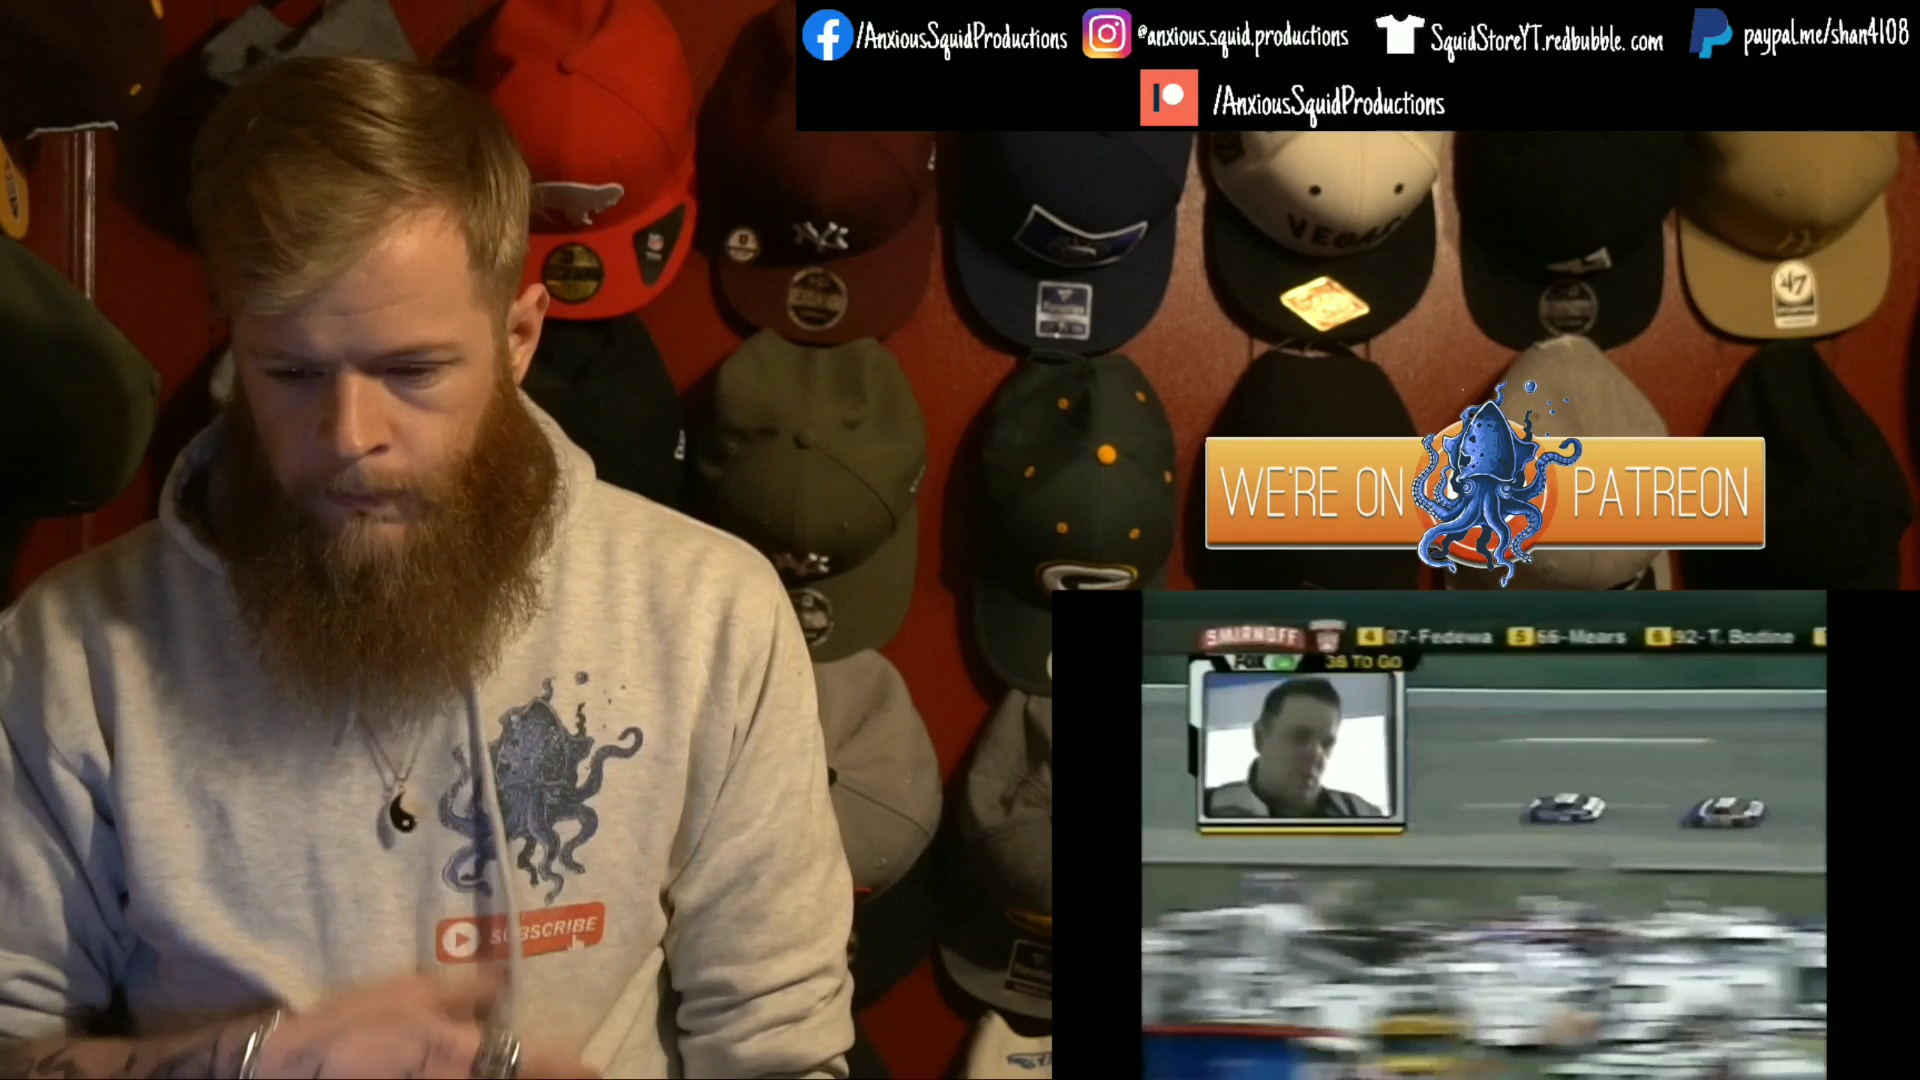 /AnxiousSquidProductions @anxious.squid.productions SquidStoreYT.redbubble.com paypal.me/shan4108
/AnxiousSquidProductions
VEGAS
47
WE'RE ON PATREON
SMIRNOFF 4 07-Fedewa 5 66-Mears 6 92-T. Bodine
FOX 36 TO GO
SUBSCRIBE